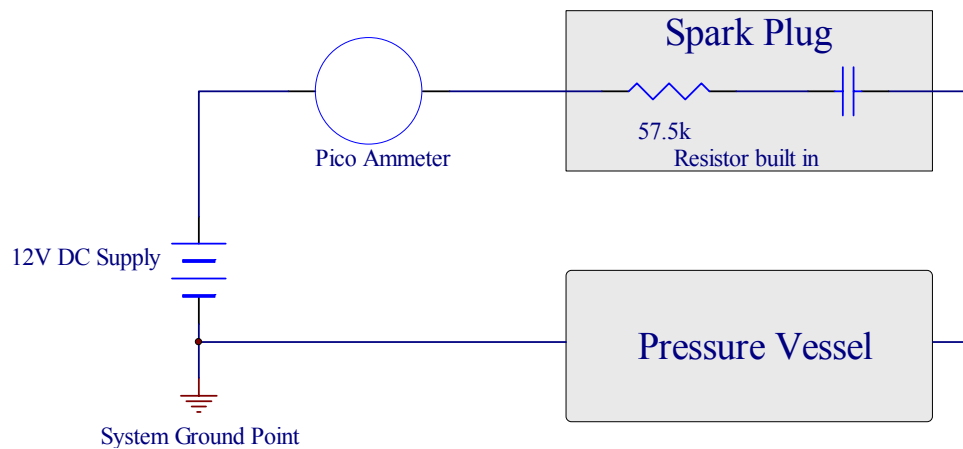 Spark Plug
57.5k
Pico Ammeter
Resistor built in
12V DC Supply
Pressure Vessel
System Ground Point